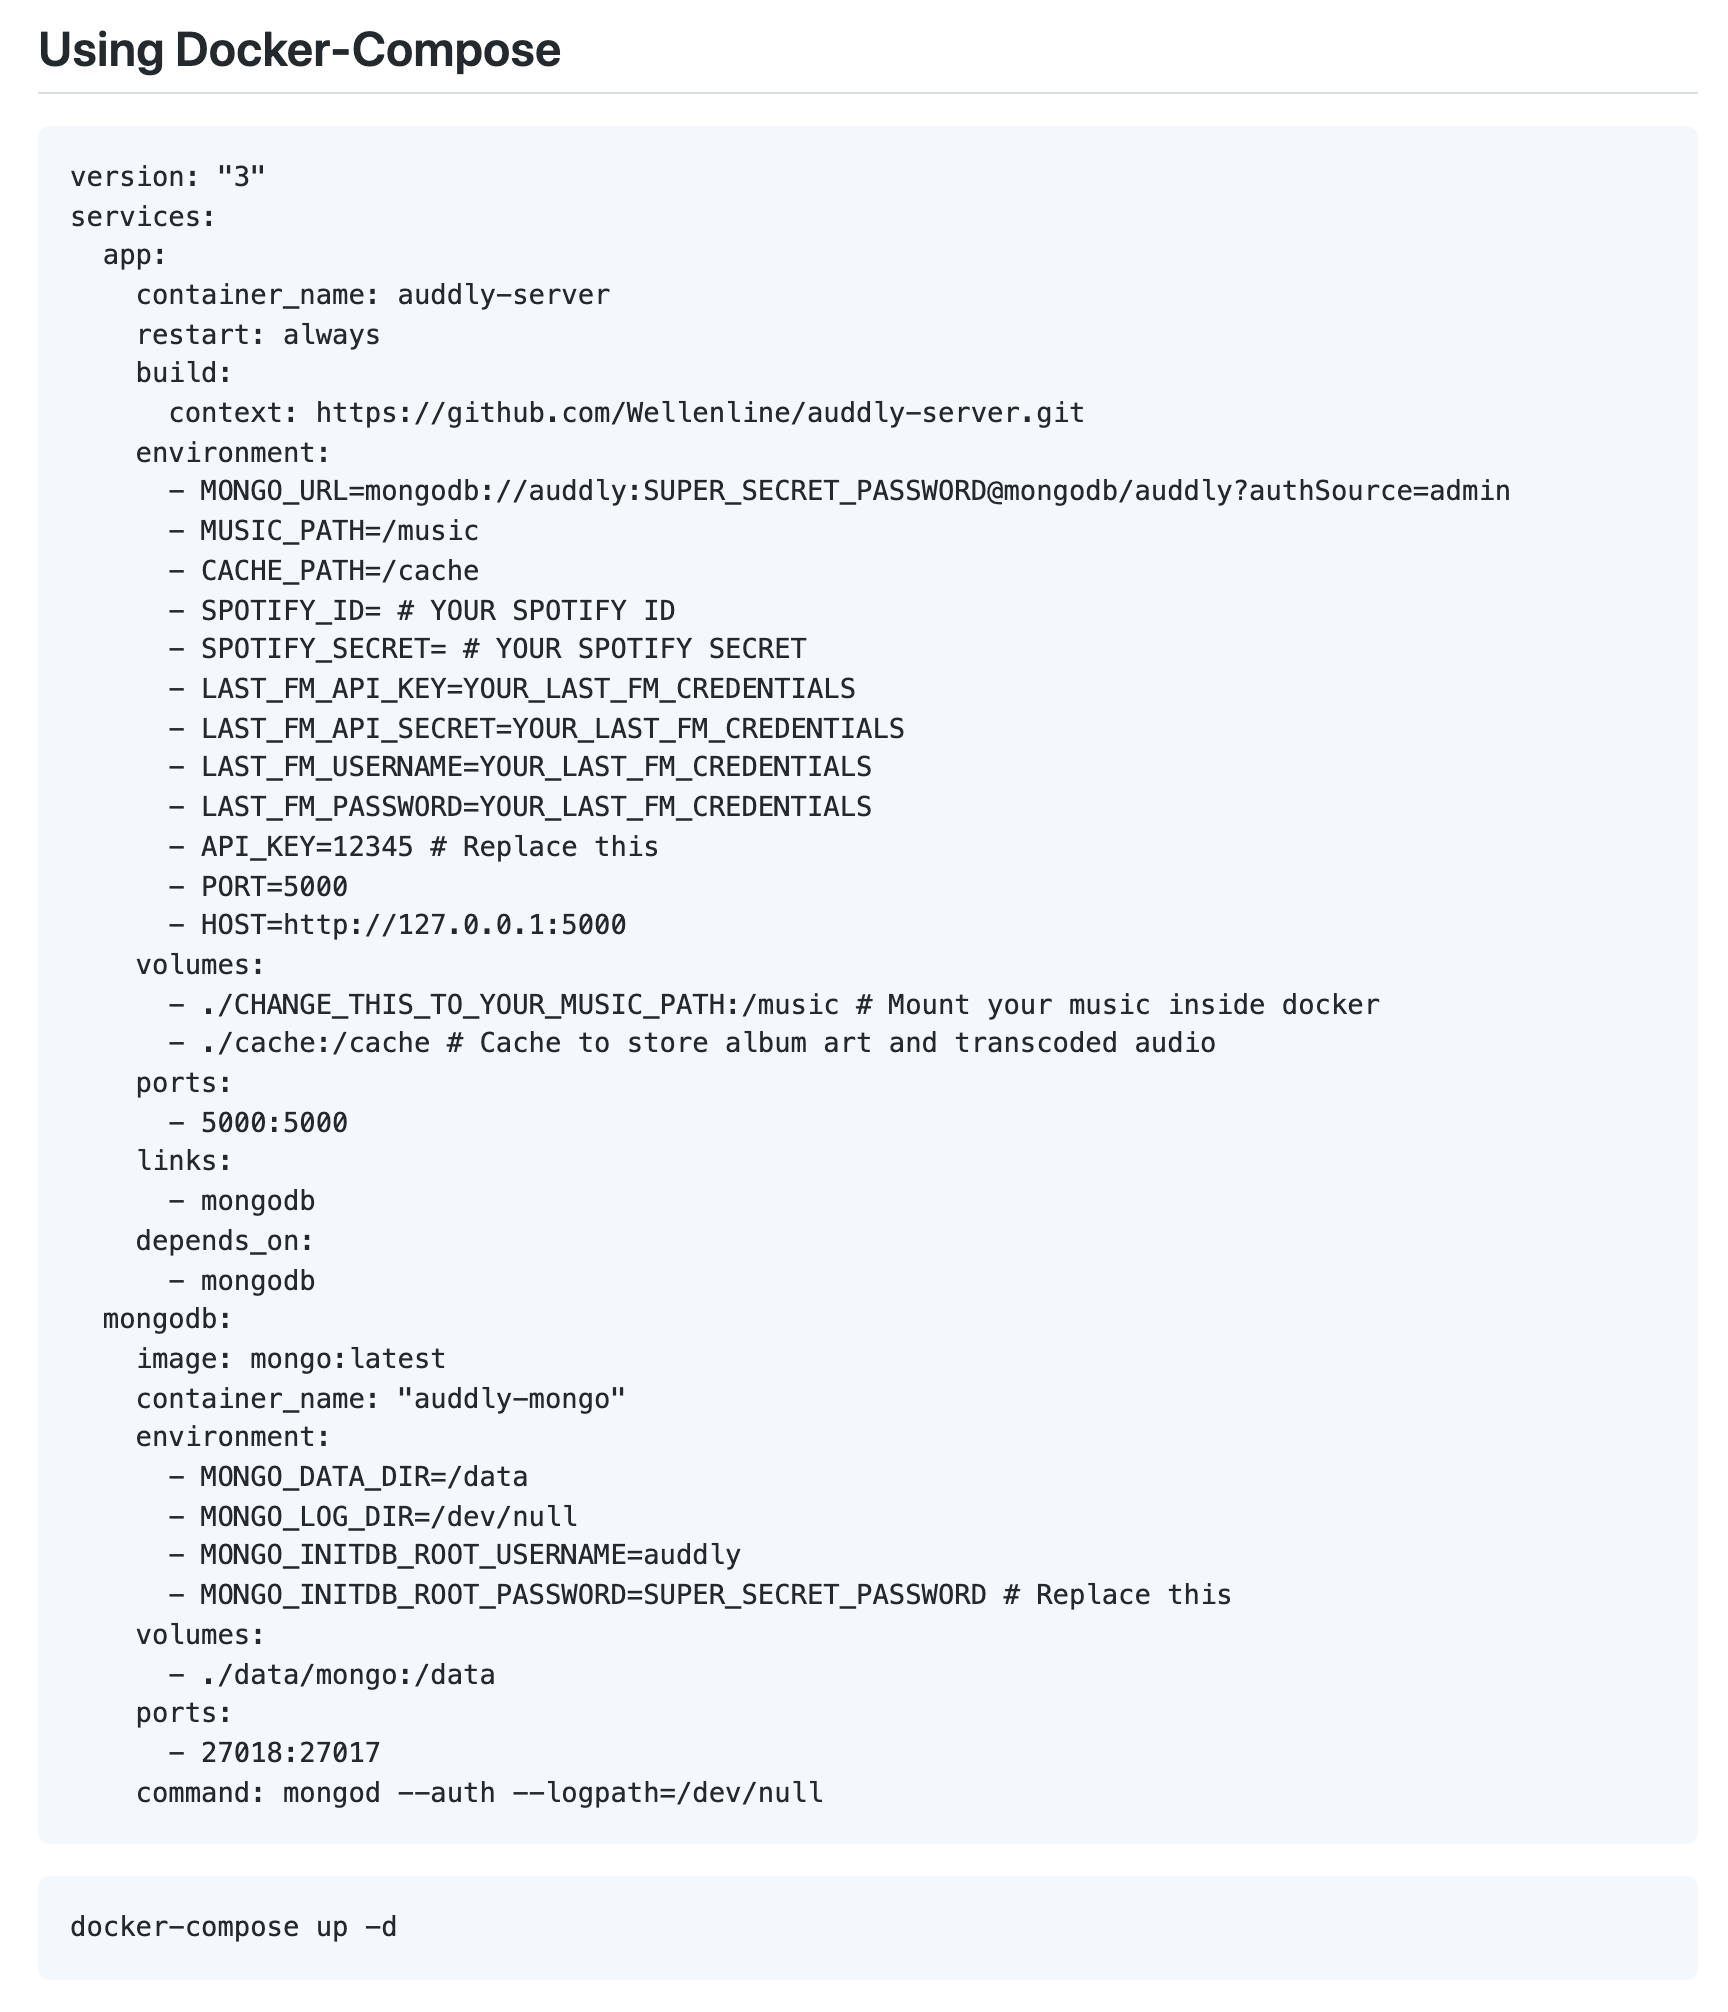 Using Docker-Compose
version: "3"
services:
  app:
    container_name: auddly-server
    restart: always
    build:
      context: https://github.com/Wellenline/auddly-server.git
    environment:
      - MONGO_URL=mongodb://auddly:SUPER_SECRET_PASSWORD@mongodb/auddly?authSource=admin
      - MUSIC_PATH=/music
      - CACHE_PATH=/cache
      - SPOTIFY_ID= # YOUR SPOTIFY ID
      - SPOTIFY_SECRET= # YOUR SPOTIFY SECRET
      - LAST_FM_API_KEY=YOUR_LAST_FM_CREDENTIALS
      - LAST_FM_API_SECRET=YOUR_LAST_FM_CREDENTIALS
      - LAST_FM_USERNAME=YOUR_LAST_FM_CREDENTIALS
      - LAST_FM_PASSWORD=YOUR_LAST_FM_CREDENTIALS
      - API_KEY=12345 # Replace this
      - PORT=5000
      - HOST=http://127.0.0.1:5000
    volumes:
      - ./CHANGE_THIS_TO_YOUR_MUSIC_PATH:/music # Mount your music inside docker
      - ./cache:/cache # Cache to store album art and transcoded audio
    ports:
      - 5000:5000
    links:
      - mongodb
    depends_on:
      - mongodb
  mongodb:
    image: mongo:latest
    container_name: "auddly-mongo"
    environment:
      - MONGO_DATA_DIR=/data
      - MONGO_LOG_DIR=/dev/null
      - MONGO_INITDB_ROOT_USERNAME=auddly
      - MONGO_INITDB_ROOT_PASSWORD=SUPER_SECRET_PASSWORD # Replace this
    volumes:
      - ./data/mongo:/data
    ports:
      - 27018:27017
    command: mongod --auth --logpath=/dev/null
docker-compose up -d